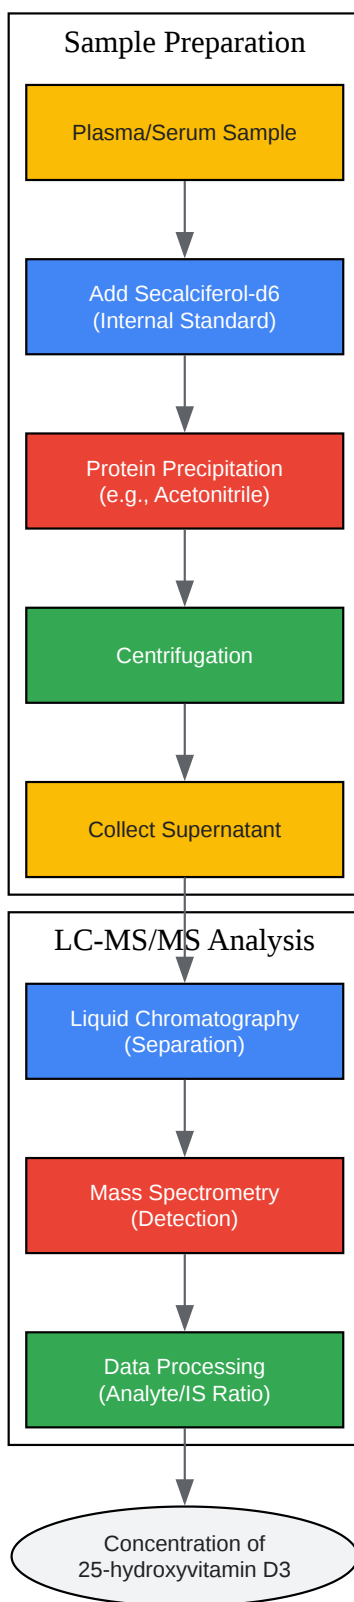 Sample Preparation
Plasma/Serum Sample
Add Secalciferol-d6
(Internal Standard)
Protein Precipitation
(e.g., Acetonitrile)
Centrifugation
Collect Supernatant
LC-MS/MS Analysis
Liquid Chromatography
(Separation)
Mass Spectrometry
(Detection)
Data Processing
(Analyte/IS Ratio)
Concentration of
25-hydroxyvitamin D3